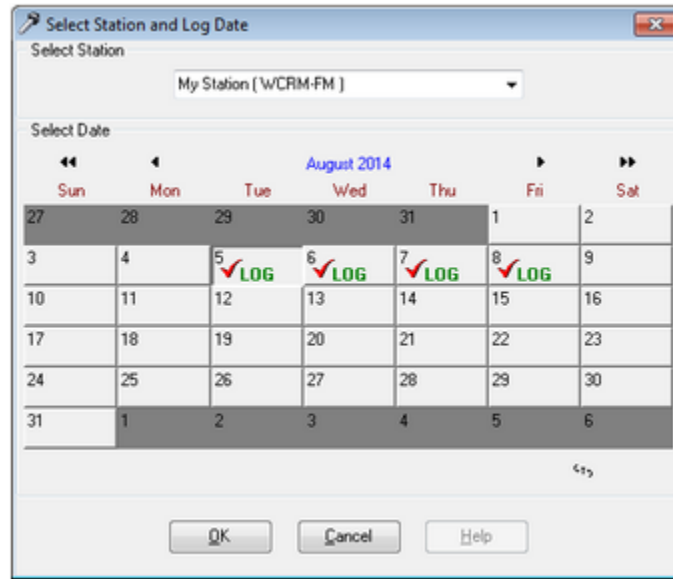 Select Station and Log Date
Select Station
My Station ( WCRM-FM )
Select Date
August 2014
Sun Mon Tue Wed Thu Fri Sat
27 28 29 30 31 1 2
3 4 5 LOG 6 LOG 7 LOG 8 LOG 9
10 11 12 13 14 15 16
17 18 19 20 21 22 23
24 25 26 27 28 29 30
31 1 2 3 4 5 6
OK Cancel Help